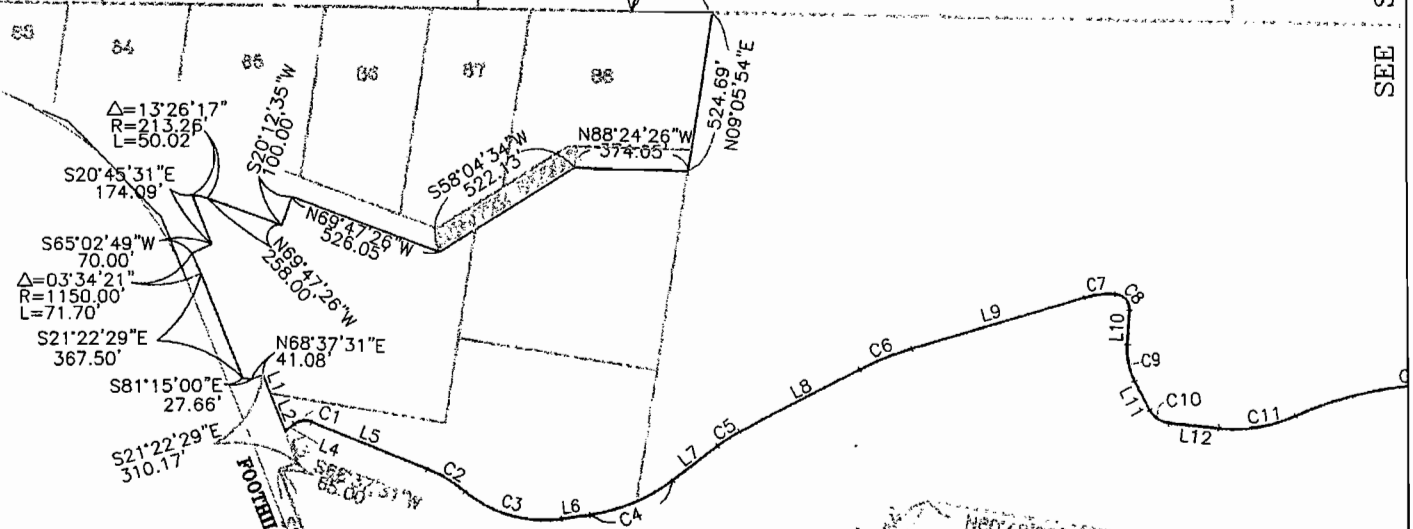 SEE
83
84
85
86
87
88
Δ=13°26'17"
R=213.26'
L=50.02'
S20°12'35"W
100.00'
524.69'
N09°05'54"E
N88°24'26"W
374.05'
S58°04'34"W
522.13'
S20°45'31"E
174.09'
N69°47'26"W
526.05'
S65°02'49"W
70.00'
N69°47'26"W
258.00'
Δ=03°34'21"
R=1150.00'
L=71.70'
S21°22'29"E
367.50'
N68°37'31"E
41.08'
S81°15'00"E
27.66'
S21°22'29"E
310.17'
65.00'
L1
L2
C1
L4
L5
C2
C3
L6
C4
L7
C5
L8
C6
L9
C7
C8
L10
C9
L11
C10
L12
C11